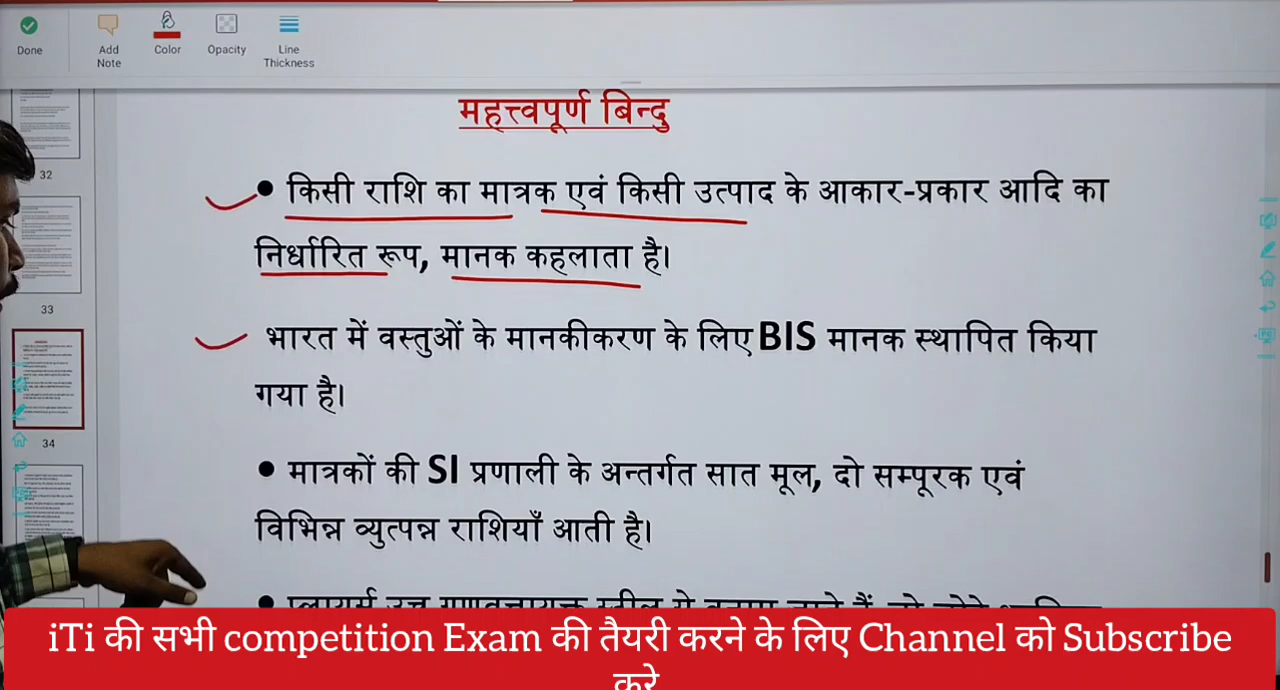 Done
Add
Note
Color
Opacity
Line
Thickness
महत्त्वपूर्ण बिन्दु
• किसी राशि का मात्रक एवं किसी उत्पाद के आकार-प्रकार आदि का
निर्धारित रूप, मानक कहलाता है।
भारत में वस्तुओं के मानकीकरण के लिए BIS मानक स्थापित किया
गया है।
• मात्रकों की SI प्रणाली के अन्तर्गत सात मूल, दो सम्पूरक एवं
विभिन्न व्युत्पन्न राशियाँ आती है।
32
33
34
iTi की सभी competition Exam की तैयरी करने के लिए Channel को Subscribe
करे